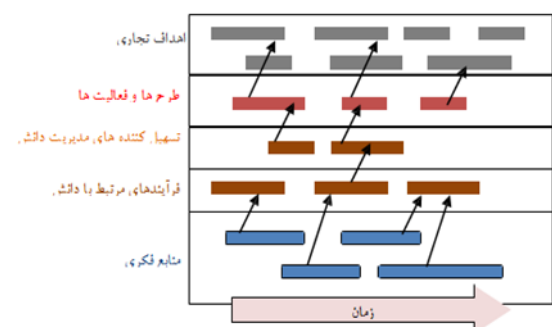 اهداف تجاری
طرح ها و فعالیت ها
تسهیل کننده های مدیریت دانش
فرآیندهای مرتبط با دانش
منابع فکری
زمان